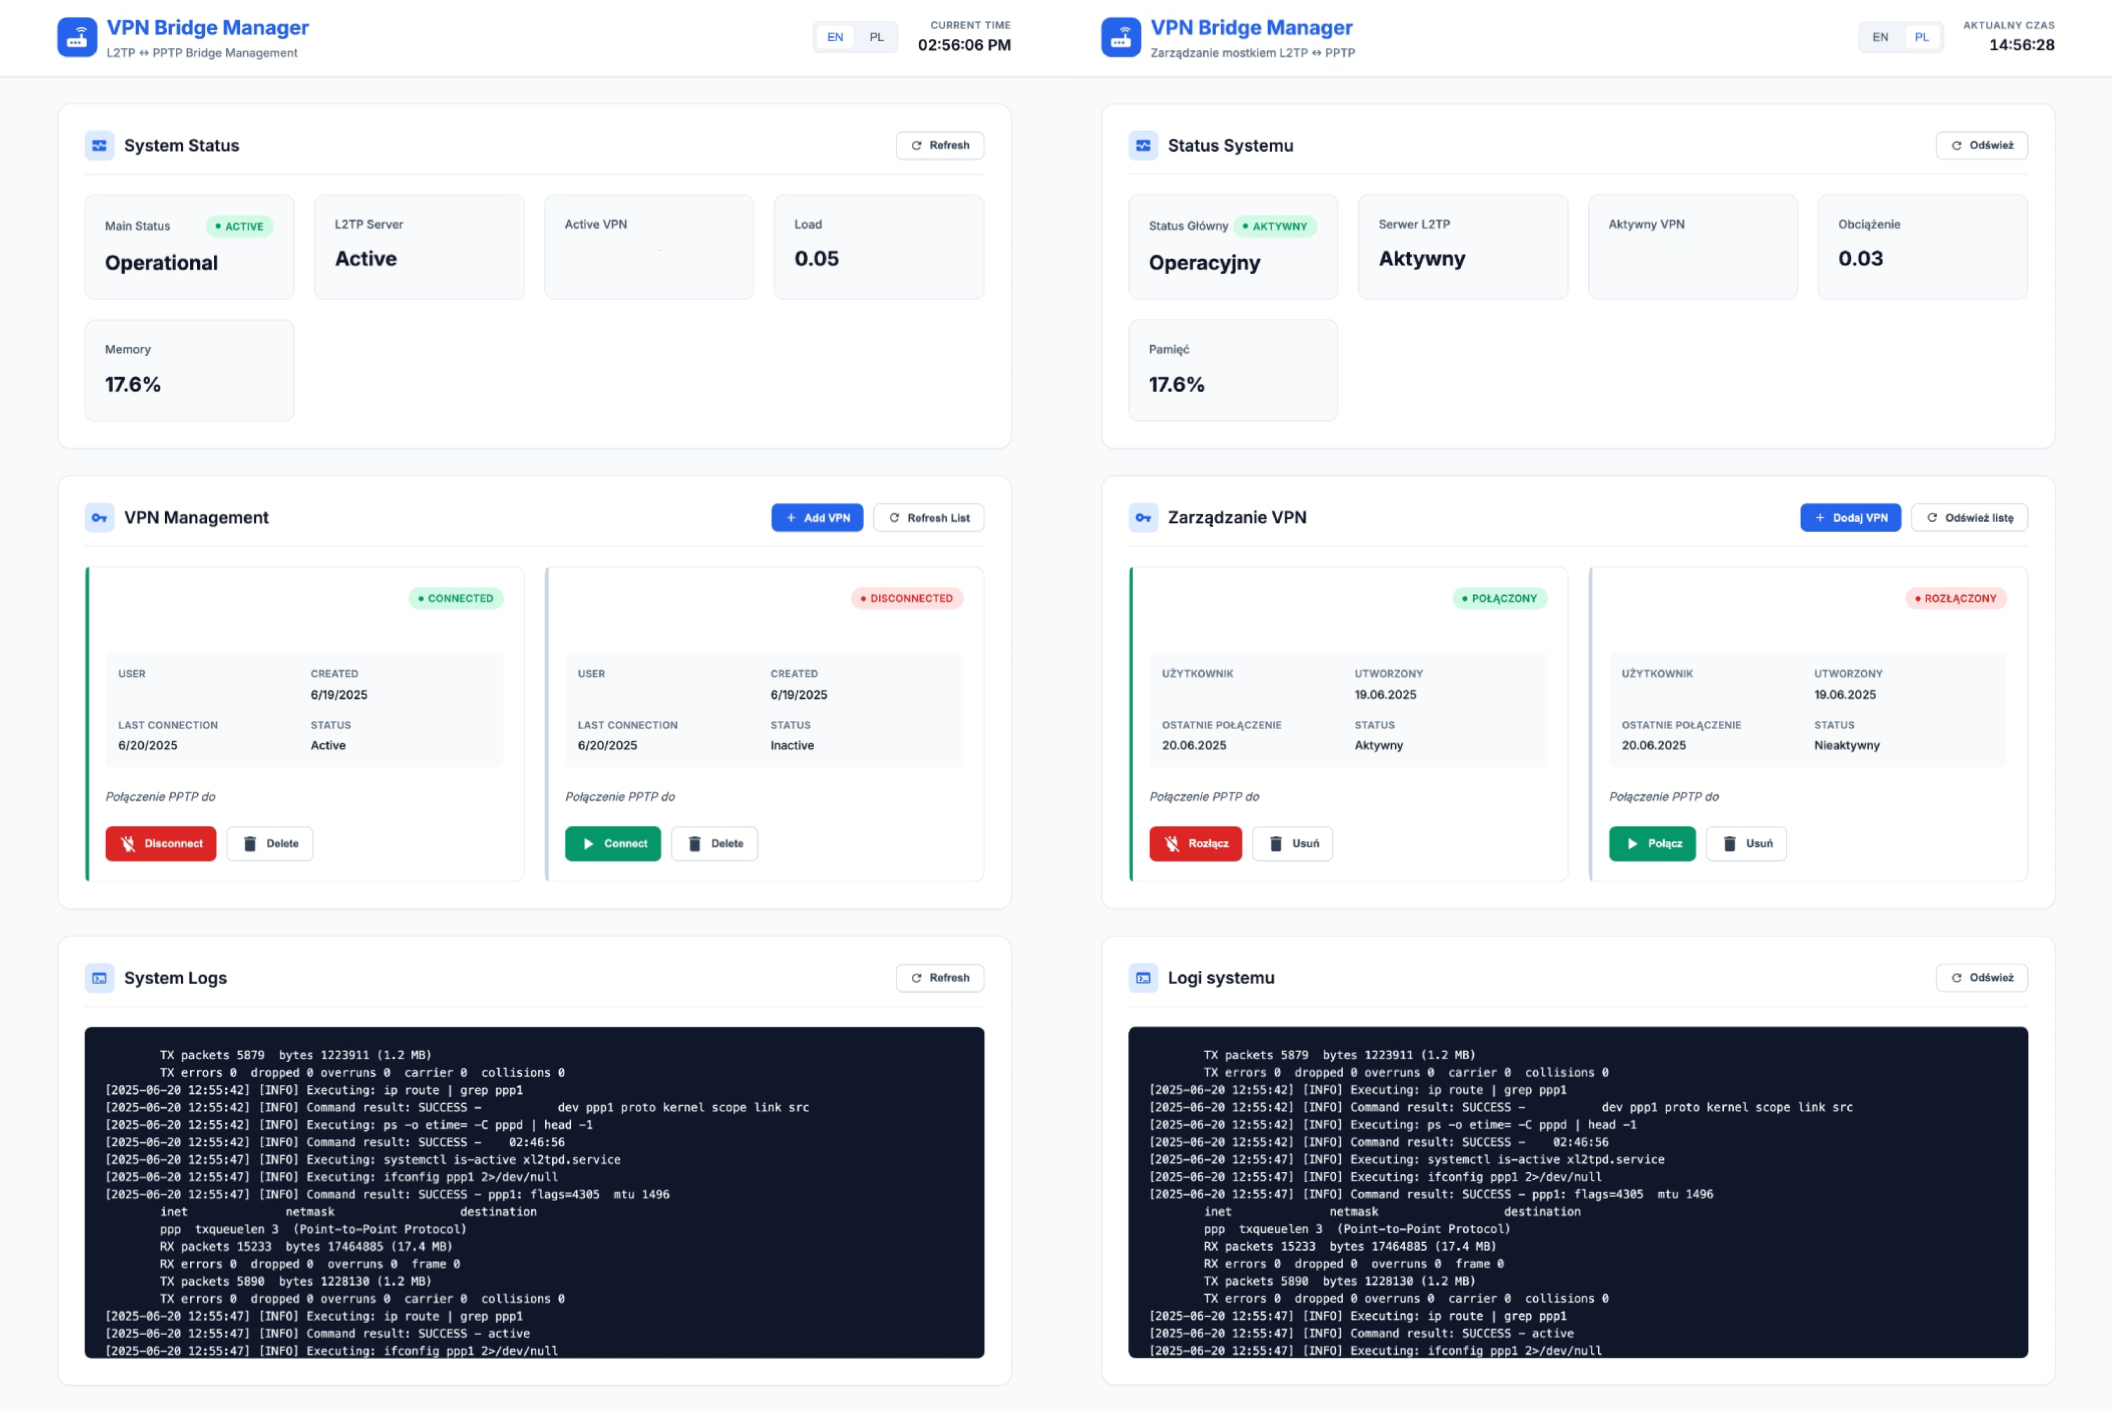 VPN Bridge Manager
L2TP ↔ PPTP Bridge Management
EN PL
CURRENT TIME
02:56:06 PM
System Status
Refresh
Main Status
ACTIVE
Operational
L2TP Server
Active
Active VPN
Load
0.05
Memory
17.6%
VPN Management
+ Add VPN
Refresh List
CONNECTED
USER
CREATED
6/19/2025
LAST CONNECTION
6/20/2025
STATUS
Active
Połączenie PPTP do
Disconnect
Delete
DISCONNECTED
USER
CREATED
6/19/2025
LAST CONNECTION
6/20/2025
STATUS
Inactive
Połączenie PPTP do
Connect
Delete
System Logs
Refresh
TX packets 5879 bytes 1223911 (1.2 MB)
TX errors 0 dropped 0 overruns 0 carrier 0 collisions 0
[2025-06-20 12:55:42] [INFO] Executing: ip route | grep ppp1
[2025-06-20 12:55:42] [INFO] Command result: SUCCESS - dev ppp1 proto kernel scope link src
[2025-06-20 12:55:42] [INFO] Executing: ps -o etime= -C pppd | head -1
[2025-06-20 12:55:42] [INFO] Command result: SUCCESS - 02:46:56
[2025-06-20 12:55:47] [INFO] Executing: systemctl is-active xl2tpd.service
[2025-06-20 12:55:47] [INFO] Executing: ifconfig ppp1 2>/dev/null
[2025-06-20 12:55:47] [INFO] Command result: SUCCESS - ppp1: flags=4305 mtu 1496
inet netmask destination
ppp txqueuelen 3 (Point-to-Point Protocol)
RX packets 15233 bytes 17464885 (17.4 MB)
RX errors 0 dropped 0 overruns 0 frame 0
TX packets 5890 bytes 1228130 (1.2 MB)
TX errors 0 dropped 0 overruns 0 carrier 0 collisions 0
[2025-06-20 12:55:47] [INFO] Executing: ip route | grep ppp1
[2025-06-20 12:55:47] [INFO] Command result: SUCCESS - active
[2025-06-20 12:55:47] [INFO] Executing: ifconfig ppp1 2>/dev/null
VPN Bridge Manager
Zarządzanie mostkiem L2TP ↔ PPTP
EN PL
AKTUALNY CZAS
14:56:28
Status Systemu
Odśwież
Status Główny
AKTYWNY
Operacyjny
Serwer L2TP
Aktywny
Aktywny VPN
Obciążenie
0.03
Pamięć
17.6%
Zarządzanie VPN
+ Dodaj VPN
Odśwież listę
POŁĄCZONY
UŻYTKOWNIK
UTWORZONY
19.06.2025
OSTATNIE POŁĄCZENIE
20.06.2025
STATUS
Aktywny
Połączenie PPTP do
Rozłącz
Usuń
ROZŁĄCZONY
UŻYTKOWNIK
UTWORZONY
19.06.2025
OSTATNIE POŁĄCZENIE
20.06.2025
STATUS
Nieaktywny
Połączenie PPTP do
Połącz
Usuń
Logi systemu
Odśwież
TX packets 5879 bytes 1223911 (1.2 MB)
TX errors 0 dropped 0 overruns 0 carrier 0 collisions 0
[2025-06-20 12:55:42] [INFO] Executing: ip route | grep ppp1
[2025-06-20 12:55:42] [INFO] Command result: SUCCESS - dev ppp1 proto kernel scope link src
[2025-06-20 12:55:42] [INFO] Executing: ps -o etime= -C pppd | head -1
[2025-06-20 12:55:42] [INFO] Command result: SUCCESS - 02:46:56
[2025-06-20 12:55:47] [INFO] Executing: systemctl is-active xl2tpd.service
[2025-06-20 12:55:47] [INFO] Executing: ifconfig ppp1 2>/dev/null
[2025-06-20 12:55:47] [INFO] Command result: SUCCESS - ppp1: flags=4305 mtu 1496
inet netmask destination
ppp txqueuelen 3 (Point-to-Point Protocol)
RX packets 15233 bytes 17464885 (17.4 MB)
RX errors 0 dropped 0 overruns 0 frame 0
TX packets 5890 bytes 1228130 (1.2 MB)
TX errors 0 dropped 0 overruns 0 carrier 0 collisions 0
[2025-06-20 12:55:47] [INFO] Executing: ip route | grep ppp1
[2025-06-20 12:55:47] [INFO] Command result: SUCCESS - active
[2025-06-20 12:55:47] [INFO] Executing: ifconfig ppp1 2>/dev/null